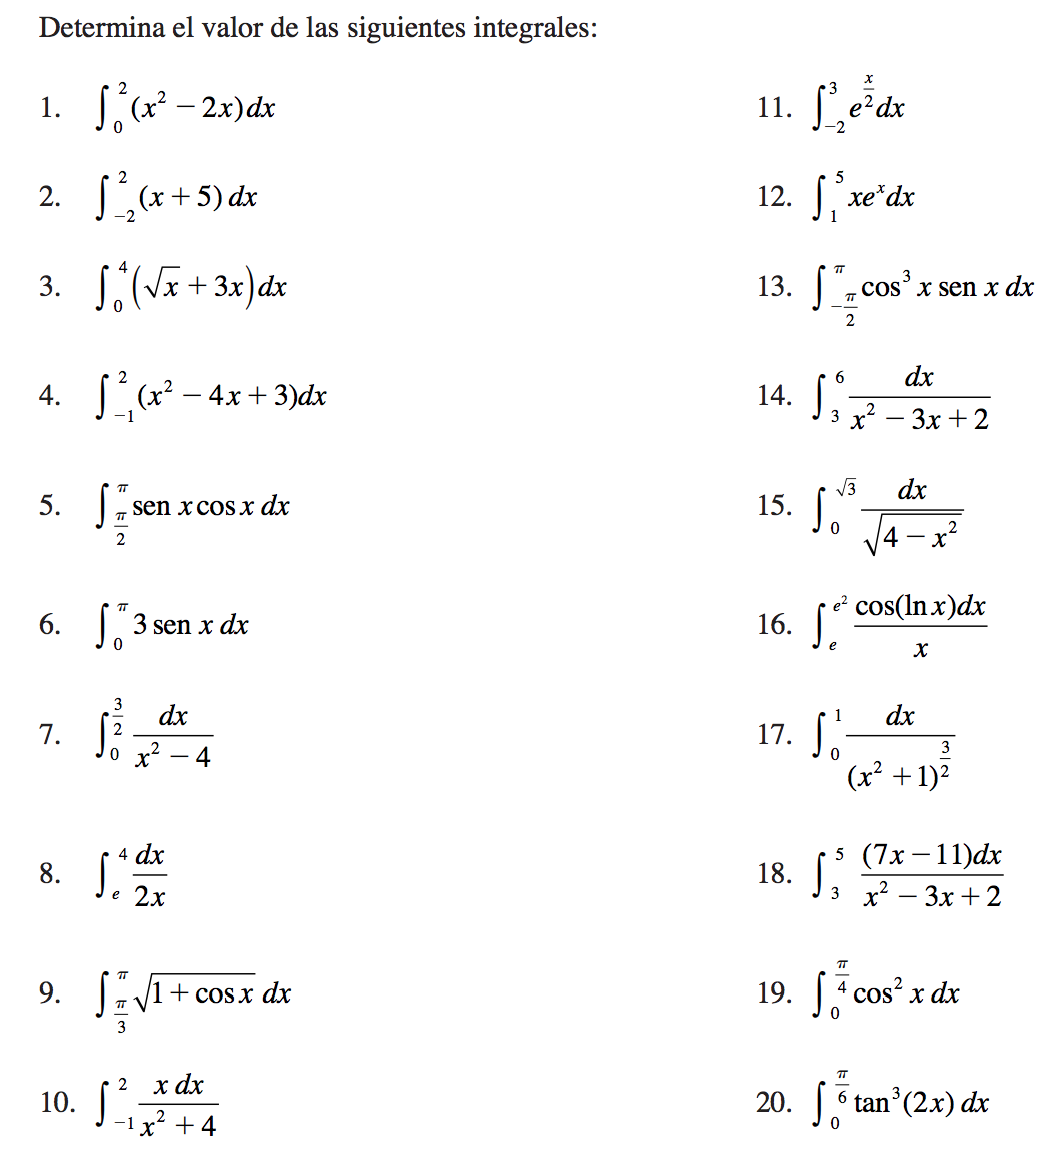 Determina el valor de las siguientes integrales:
1. $\int_{0}^{2} (x^2 - 2x)\,dx$
2. $\int_{-2}^{2} (x + 5)\,dx$
3. $\int_{0}^{4} \left(\sqrt{x} + 3x\right)dx$
4. $\int_{-1}^{2} (x^2 - 4x + 3)dx$
5. $\int_{\frac{\pi}{2}}^{\pi} \text{sen } x \cos x \, dx$
6. $\int_{0}^{\pi} 3 \text{ sen } x \, dx$
7. $\int_{0}^{\frac{3}{2}} \frac{dx}{x^2 - 4}$
8. $\int_{e}^{4} \frac{dx}{2x}$
9. $\int_{\frac{\pi}{3}}^{\pi} \sqrt{1 + \cos x} \, dx$
10. $\int_{-1}^{2} \frac{x \, dx}{x^2 + 4}$
11. $\int_{-2}^{3} e^{\frac{x}{2}} dx$
12. $\int_{1}^{5} xe^x dx$
13. $\int_{-\frac{\pi}{2}}^{\pi} \cos^3 x \text{ sen } x \, dx$
14. $\int_{3}^{6} \frac{dx}{x^2 - 3x + 2}$
15. $\int_{0}^{\sqrt{3}} \frac{dx}{\sqrt{4 - x^2}}$
16. $\int_{e}^{e^2} \frac{\cos(\ln x)dx}{x}$
17. $\int_{0}^{1} \frac{dx}{(x^2 + 1)^{\frac{3}{2}}}$
18. $\int_{3}^{5} \frac{(7x - 11)dx}{x^2 - 3x + 2}$
19. $\int_{0}^{\frac{\pi}{4}} \cos^2 x \, dx$
20. $\int_{0}^{\frac{\pi}{6}} \tan^3(2x) \, dx$